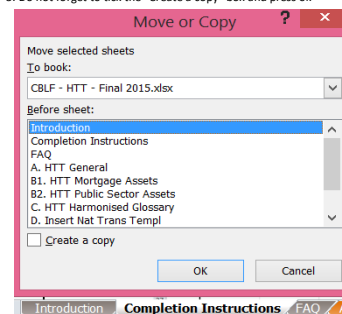 Move or Copy ? ×
Move selected sheets
To book:
CBLF - HTT - Final 2015.xlsx
Before sheet:
Introduction
Completion Instructions
FAQ
A. HTT General
B1. HTT Mortgage Assets
B2. HTT Public Sector Assets
C. HTT Harmonised Glossary
D. Insert Nat Trans Templ
Create a copy
OK Cancel
Introduction Completion Instructions FAQ